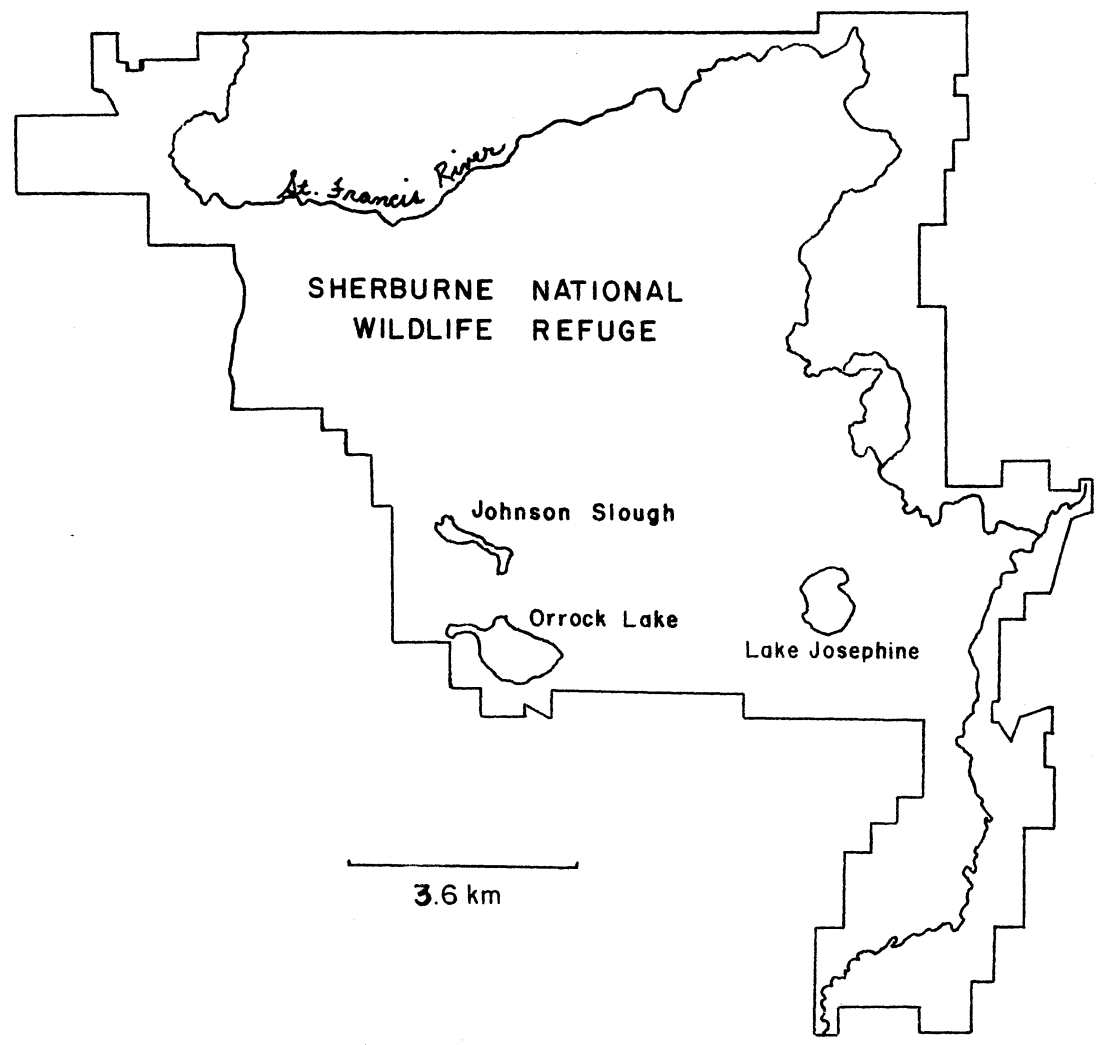 St. Francis River
SHERBURNE NATIONAL
WILDLIFE REFUGE
Johnson Slough
Orrock Lake
Lake Josephine
3.6 km